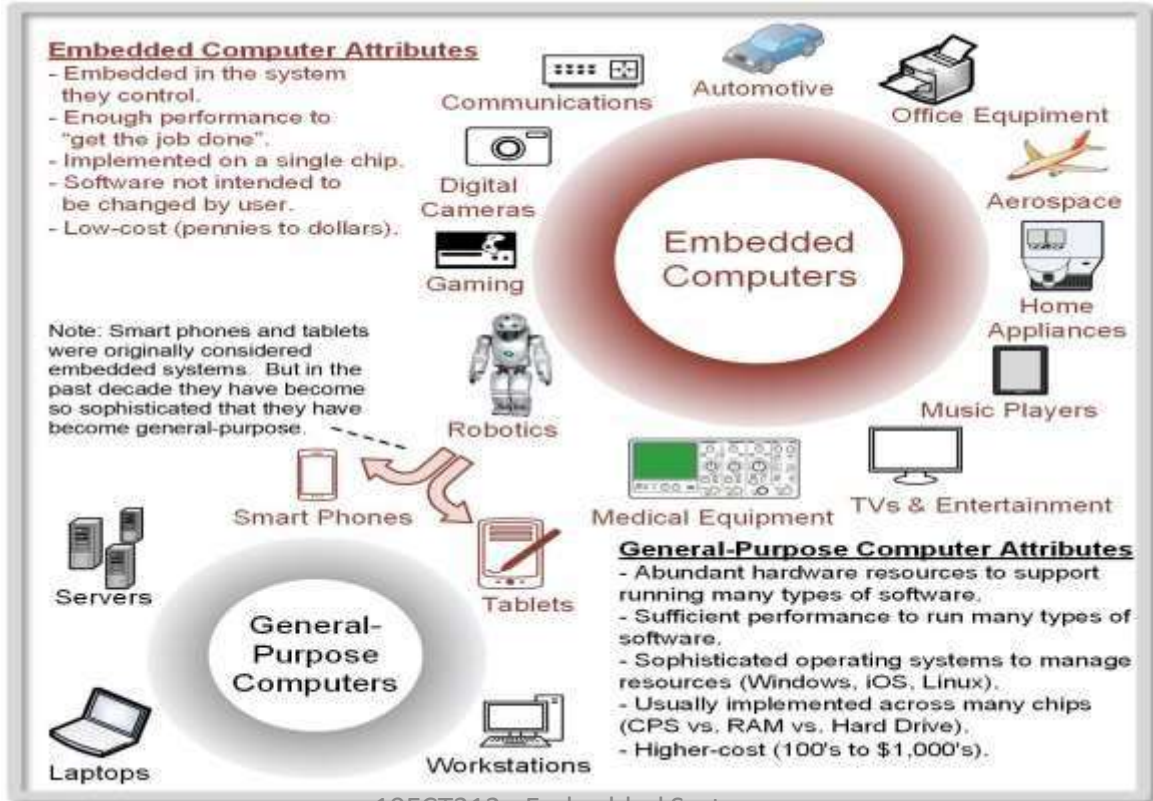 Embedded Computer Attributes
- Embedded in the system
they control.
- Enough performance to
"get the job done".
- Implemented on a single chip.
- Software not intended to
be changed by user.
- Low-cost (pennies to dollars).
Communications
Automotive
Office Equpiment
Digital
Cameras
Aerospace
Gaming
Embedded
Computers
Home
Appliances
Music Players
Robotics
TVs & Entertainment
Medical Equipment
Note: Smart phones and tablets
were originally considered
embedded systems. But in the
past decade they have become
so sophisticated that they have
become general-purpose.
Smart Phones
Tablets
Servers
General-
Purpose
Computers
Laptops
Workstations
General-Purpose Computer Attributes
- Abundant hardware resources to support
running many types of software.
- Sufficient performance to run many types of
software.
- Sophisticated operating systems to manage
resources (Windows, iOS, Linux).
- Usually implemented across many chips
(CPS vs. RAM vs. Hard Drive).
- Higher-cost (100's to $1,000's).